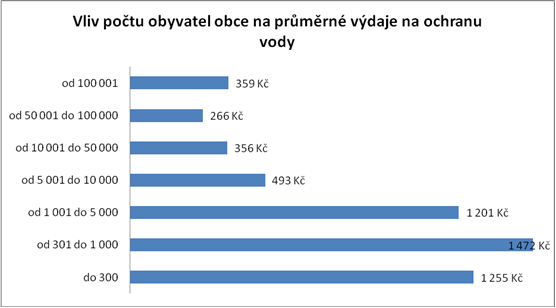 Vliv počtu obyvatel obce na průměrné výdaje na ochranu
vody
od 100 001 359 Kč
od 50 001 do 100 000 266 Kč
od 10 001 do 50 000 356 Kč
od 5 001 do 10 000 493 Kč
od 1 001 do 5 000 1 201 Kč
od 301 do 1 000 1 472 Kč
do 300 1 255 Kč